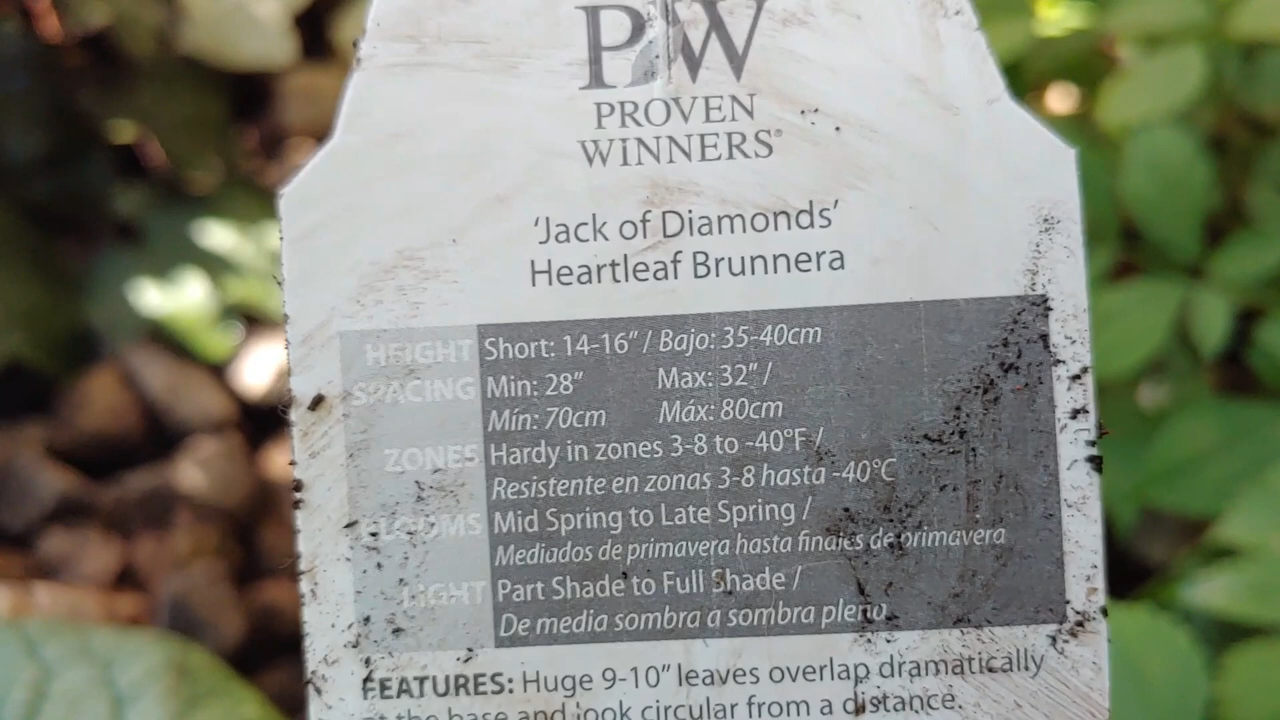 PW
PROVEN
WINNERS®
'Jack of Diamonds'
Heartleaf Brunnera
HEIGHT Short: 14-16" / Bajo: 35-40cm
SPACING Min: 28" Max: 32" /
Mín: 70cm Máx: 80cm
ZONES Hardy in zones 3-8 to -40°F /
Resistente en zonas 3-8 hasta -40°C
BLOOMS Mid Spring to Late Spring /
Mediados de primavera hasta finales de primavera
LIGHT Part Shade to Full Shade /
De media sombra a sombra plena
FEATURES: Huge 9-10" leaves overlap dramatically
at the base and look circular from a distance.